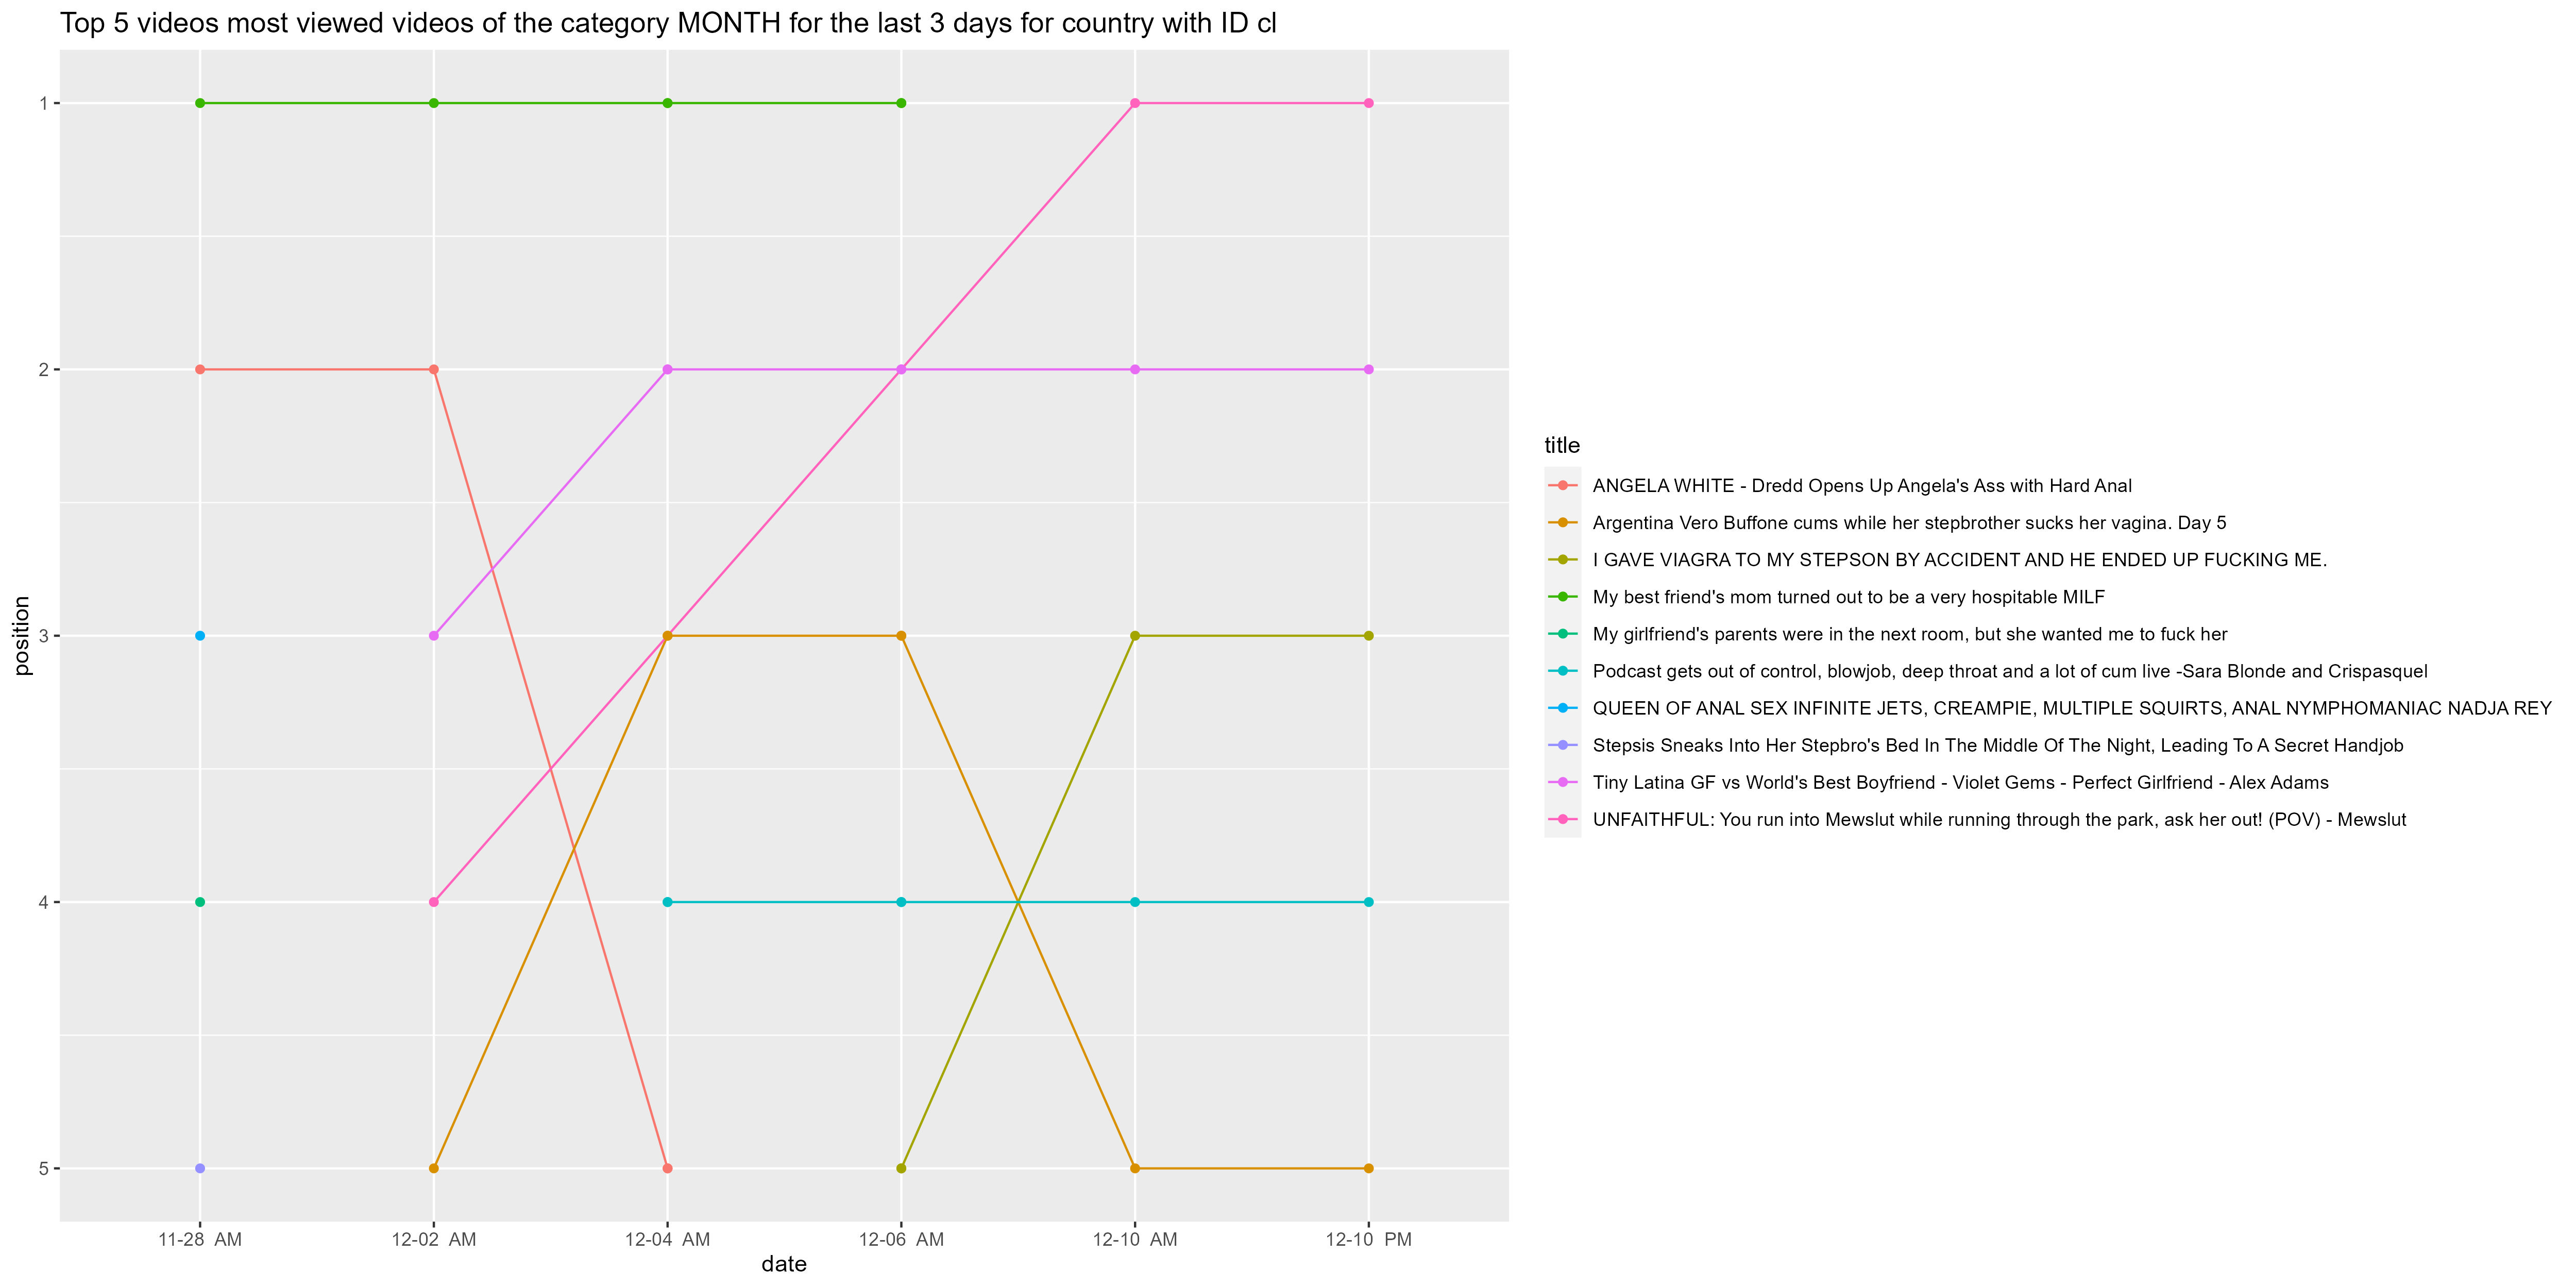 Top 5 videos most viewed videos of the category MONTH for the last 3 days for country with ID cl
1
2
3
4
5
position
11-28 AM
12-02 AM
12-04 AM
12-06 AM
12-10 AM
12-10 PM
date
title
ANGELA WHITE - Dredd Opens Up Angela's Ass with Hard Anal
Argentina Vero Buffone cums while her stepbrother sucks her vagina. Day 5
I GAVE VIAGRA TO MY STEPSON BY ACCIDENT AND HE ENDED UP FUCKING ME.
My best friend's mom turned out to be a very hospitable MILF
My girlfriend's parents were in the next room, but she wanted me to fuck her
Podcast gets out of control, blowjob, deep throat and a lot of cum live -Sara Blonde and Crispasquel
QUEEN OF ANAL SEX INFINITE JETS, CREAMPIE, MULTIPLE SQUIRTS, ANAL NYMPHOMANIAC NADJA REY
Stepsis Sneaks Into Her Stepbro's Bed In The Middle Of The Night, Leading To A Secret Handjob
Tiny Latina GF vs World's Best Boyfriend - Violet Gems - Perfect Girlfriend - Alex Adams
UNFAITHFUL: You run into Mewslut while running through the park, ask her out! (POV) - Mewslut